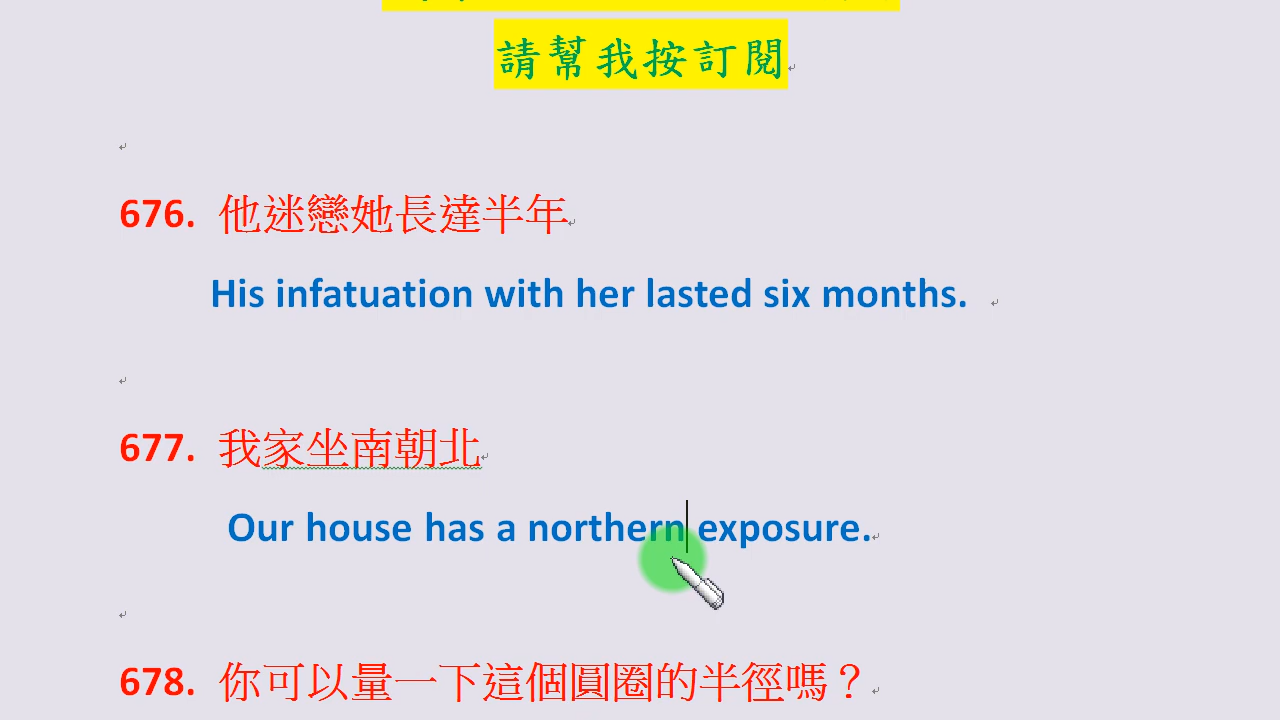 請幫我按訂閱
676. 他迷戀她長達半年
His infatuation with her lasted six months.
677. 我家坐南朝北
Our house has a northern exposure.
678. 你可以量一下這個圓圈的半徑嗎？